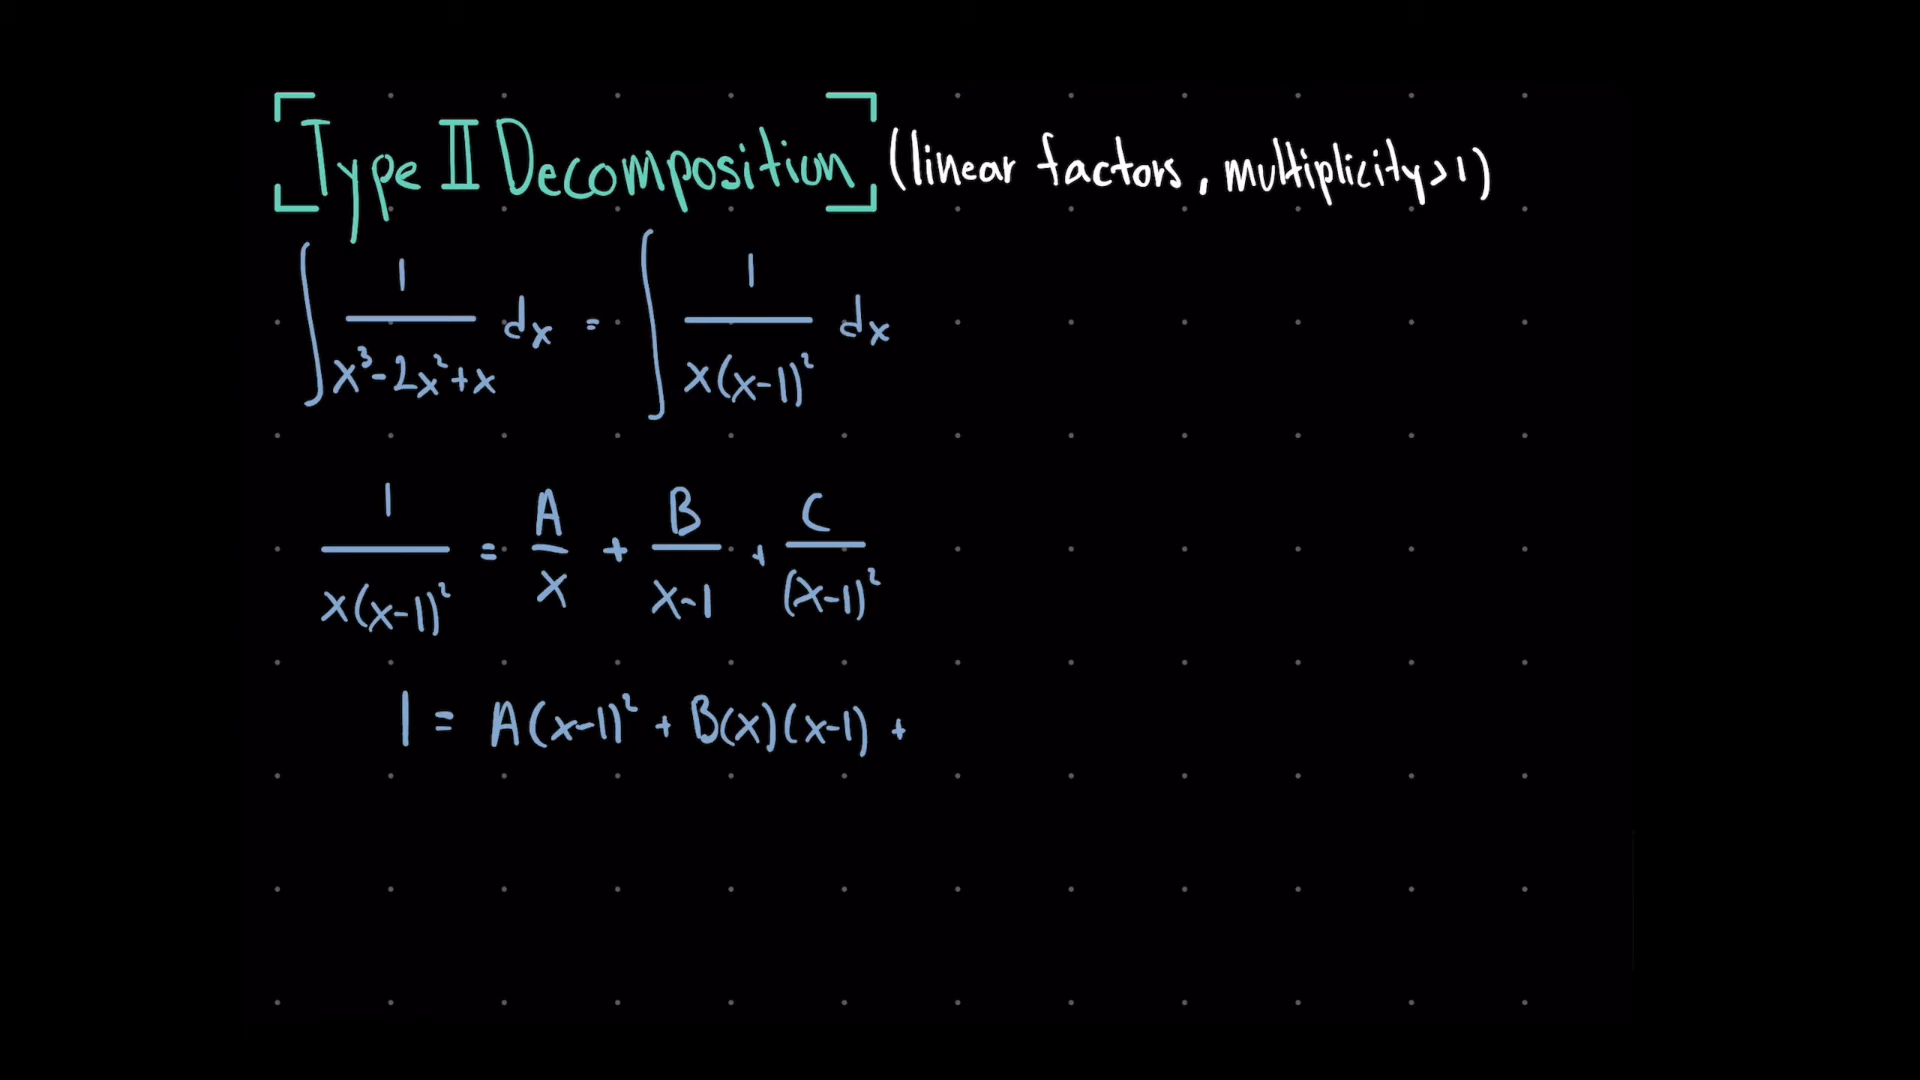 Type II Decomposition (linear factors, multiplicity > 1)
∫ 1/(x³-2x²+x) dx = ∫ 1/(x(x-1)²) dx
1/(x(x-1)²) = A/x + B/(x-1) + C/(x-1)²
1 = A(x-1)² + B(x)(x-1) +